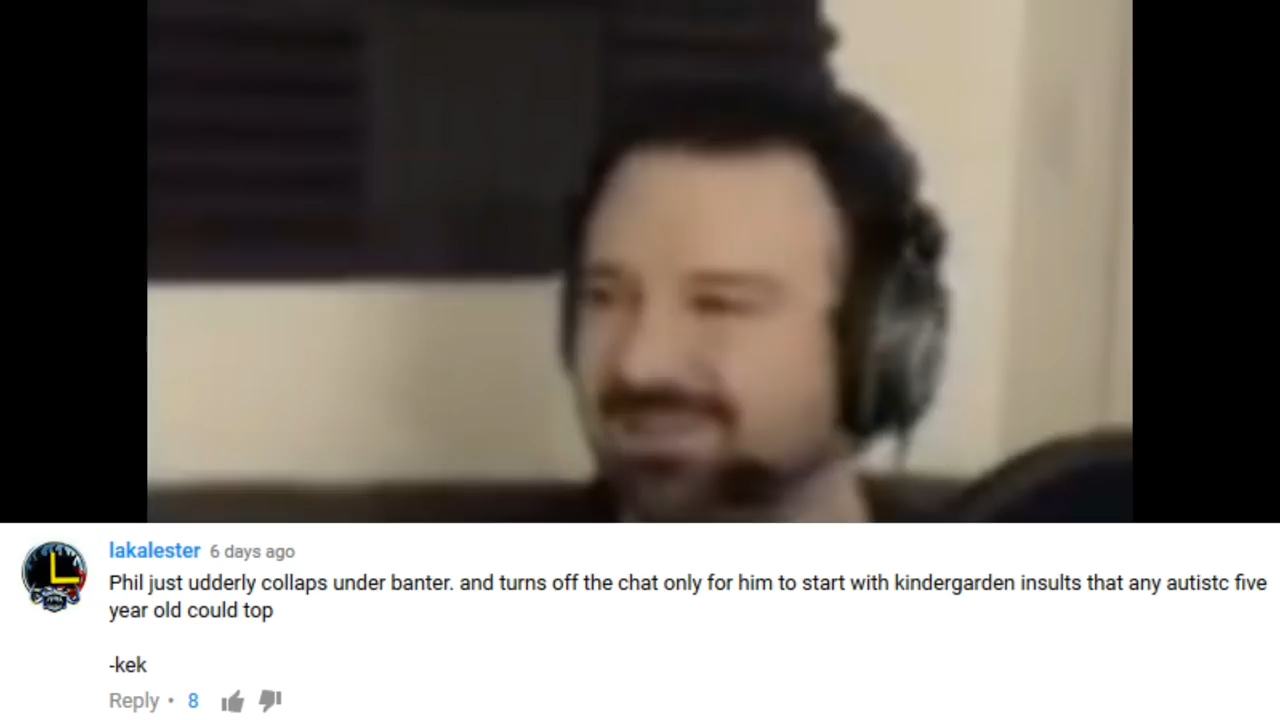 lakalester 6 days ago
Phil just udderly collaps under banter. and turns off the chat only for him to start with kindergarden insults that any autistc five
year old could top
-kek
Reply • 8